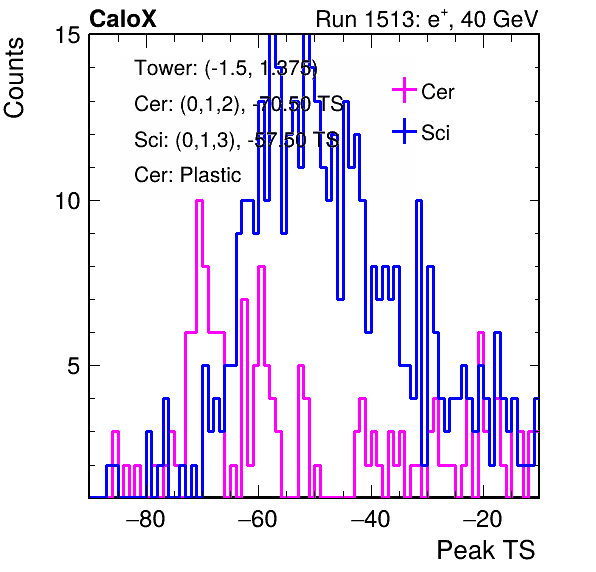 CaloX Run 1513: e⁺, 40 GeV
Counts
15
Tower: (-1.5, 1.375)
Cer: (0,1,2), -70.50 TS
Sci: (0,1,3), -57.50 TS
Cer: Plastic
Cer
Sci
10
5
−80 −60 −40 −20
Peak TS